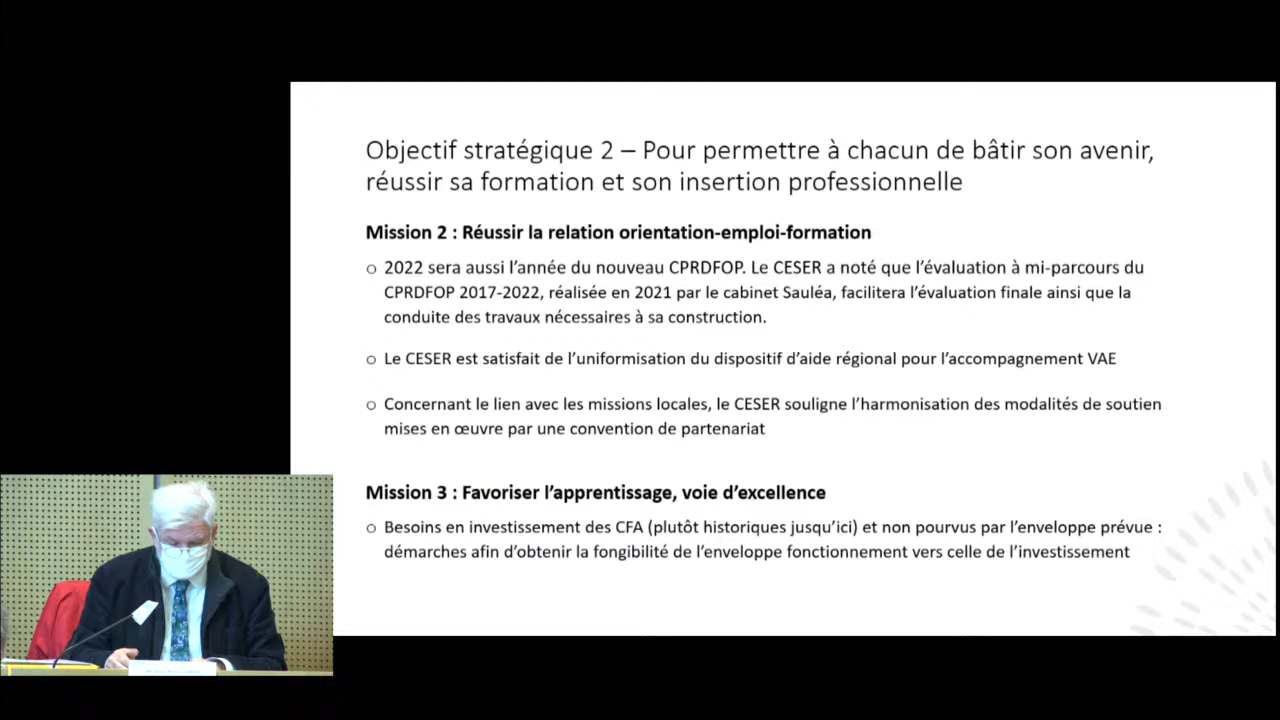 Objectif stratégique 2 – Pour permettre à chacun de bâtir son avenir,
réussir sa formation et son insertion professionnelle
Mission 2 : Réussir la relation orientation-emploi-formation
o 2022 sera aussi l’année du nouveau CPRDFOP. Le CESER a noté que l’évaluation à mi-parcours du
CPRDFOP 2017-2022, réalisée en 2021 par le cabinet Sauléa, facilitera l’évaluation finale ainsi que la
conduite des travaux nécessaires à sa construction.
o Le CESER est satisfait de l’uniformisation du dispositif d’aide régional pour l’accompagnement VAE
o Concernant le lien avec les missions locales, le CESER souligne l’harmonisation des modalités de soutien
mises en œuvre par une convention de partenariat
Mission 3 : Favoriser l’apprentissage, voie d’excellence
o Besoins en investissement des CFA (plutôt historiques jusqu’ici) et non pourvus par l’enveloppe prévue :
démarches afin d’obtenir la fongibilité de l’enveloppe fonctionnement vers celle de l’investissement